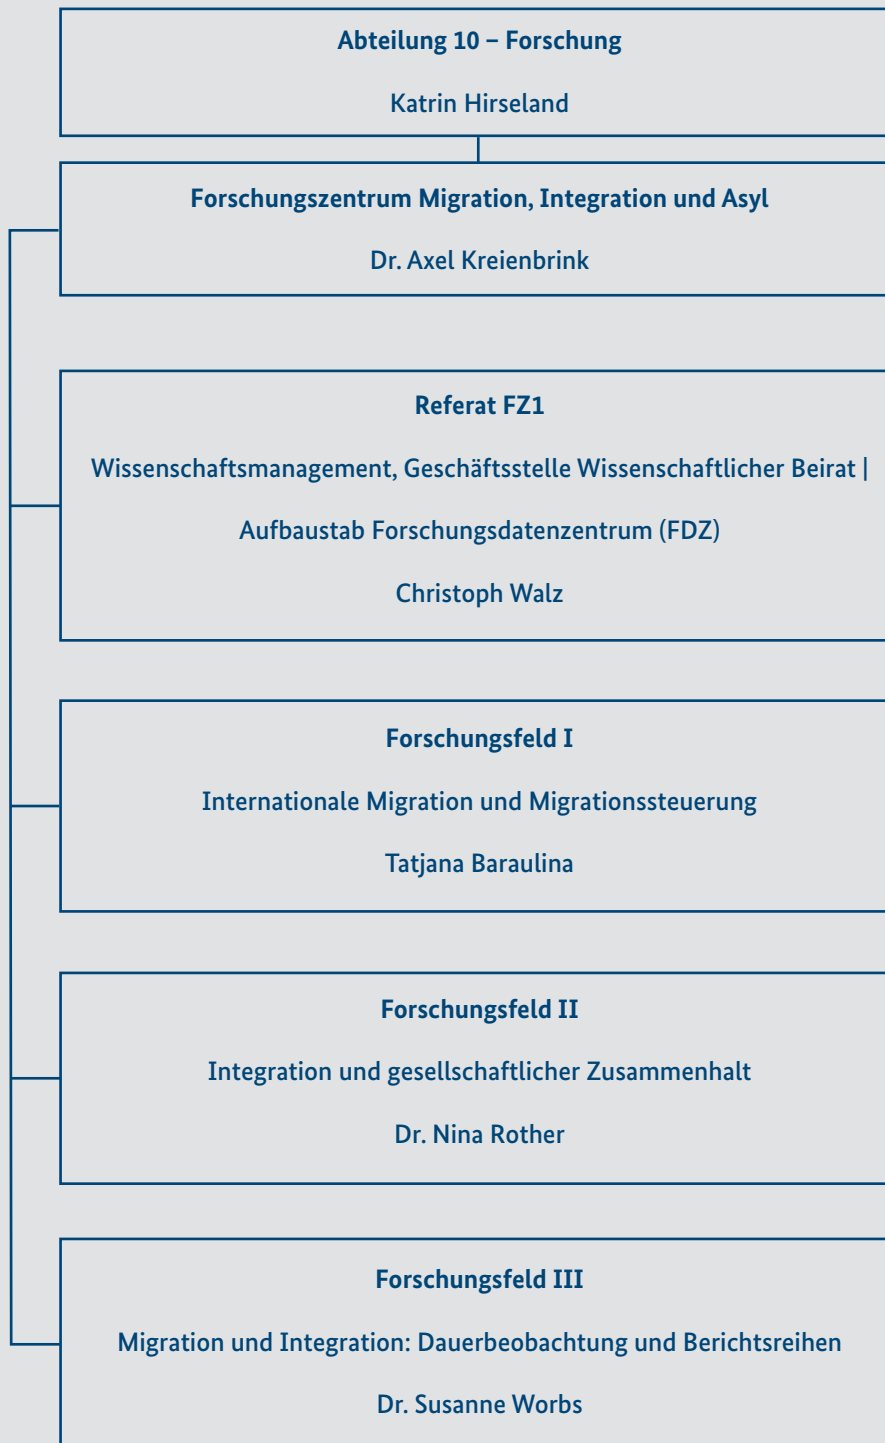 Abteilung 10 – Forschung
Katrin Hirseland
Forschungszentrum Migration, Integration und Asyl
Dr. Axel Kreienbrink
Referat FZ1
Wissenschaftsmanagement, Geschäftsstelle Wissenschaftlicher Beirat |
Aufbaustab Forschungsdatenzentrum (FDZ)
Christoph Walz
Forschungsfeld I
Internationale Migration und Migrationssteuerung
Tatjana Baraulina
Forschungsfeld II
Integration und gesellschaftlicher Zusammenhalt
Dr. Nina Rother
Forschungsfeld III
Migration und Integration: Dauerbeobachtung und Berichtsreihen
Dr. Susanne Worbs